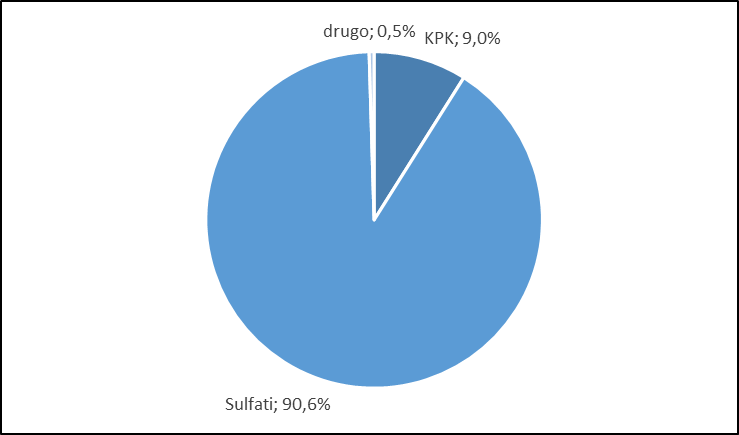 drugo; 0,5%
KPK; 9,0%
Sulfati; 90,6%